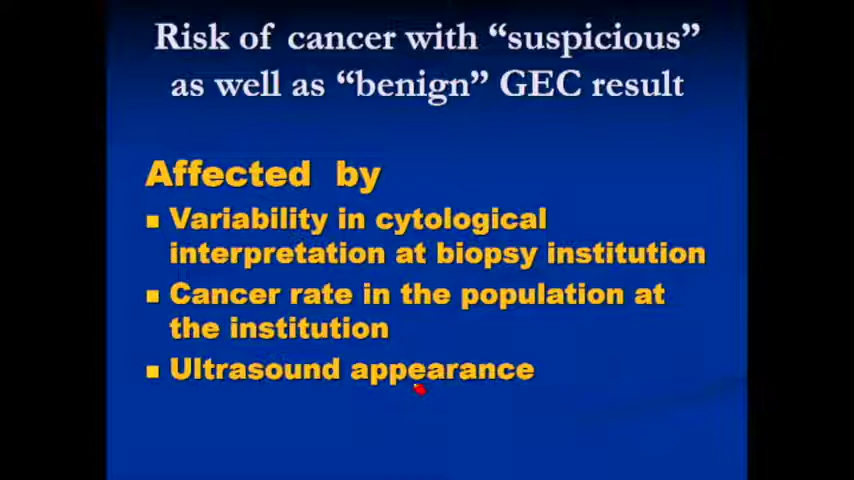 Risk of cancer with “suspicious”
as well as “benign” GEC result
Affected by
Variability in cytological
interpretation at biopsy institution
Cancer rate in the population at
the institution
Ultrasound appearance